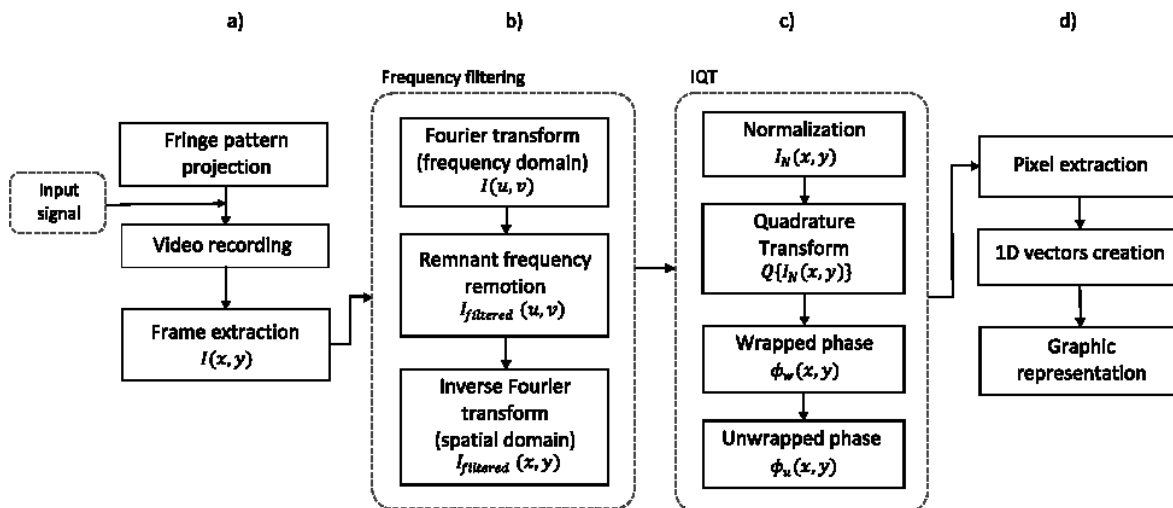 a)
b)
c)
d)
Fringe pattern
projection
Input
signal
Video recording
Frame extraction
I(x, y)
Frequency filtering
Fourier transform
(frequency domain)
I(u, v)
Remnant frequency
remotion
I_filtered (u, v)
Inverse Fourier
transform
(spatial domain)
I_filtered (x, y)
IQT
Normalization
I_N(x, y)
Quadrature
Transform
Q{I_N(x, y)}
Wrapped phase
ϕ_w(x, y)
Unwrapped phase
ϕ_u(x, y)
Pixel extraction
1D vectors creation
Graphic
representation